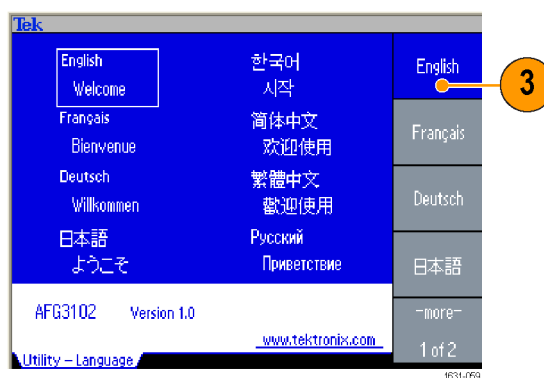 Tek
English
Welcome
Français
Bienvenue
Deutsch
Willkommen
日本語
ようこそ
한국어
시작
简体中文
欢迎使用
繁體中文
歡迎使用
Русский
Приветствие
AFG3102 Version 1.0
www.tektronix.com
Utility – Language
English
Français
Deutsch
日本語
-more-
1 of 2
3
1631-059